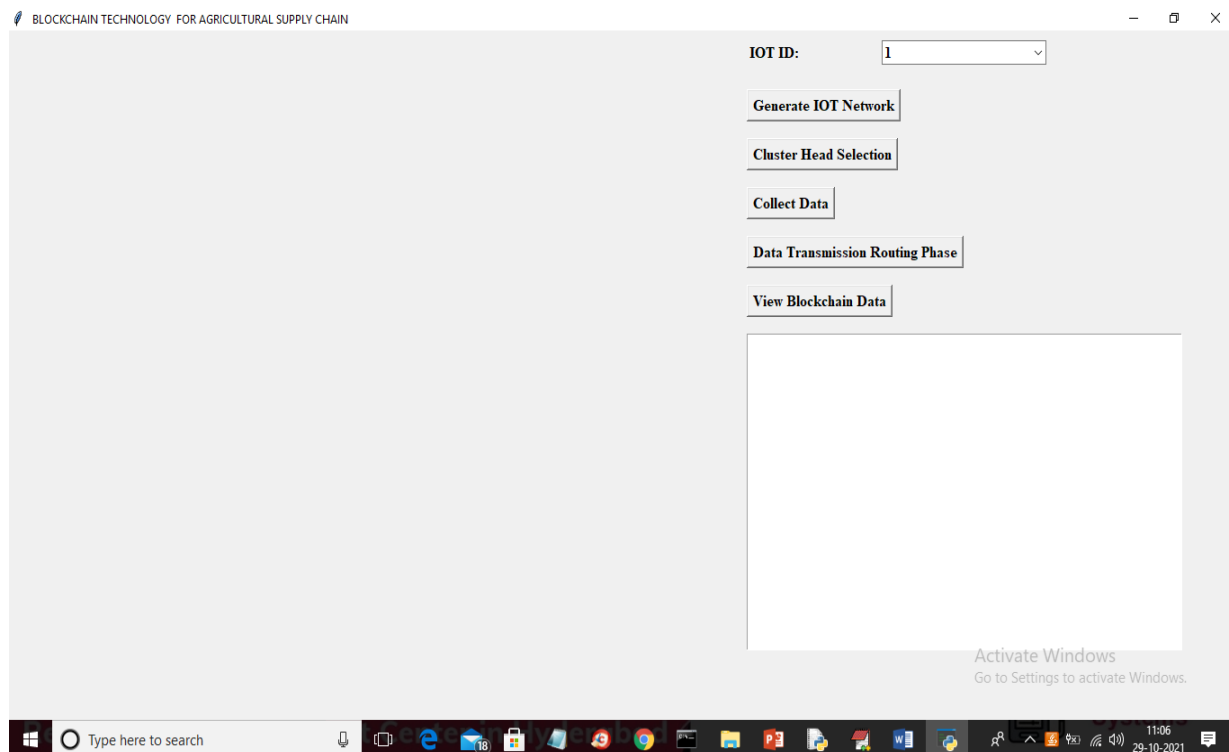 BLOCKCHAIN TECHNOLOGY FOR AGRICULTURAL SUPPLY CHAIN
IOT ID: 1
Generate IOT Network
Cluster Head Selection
Collect Data
Data Transmission Routing Phase
View Blockchain Data
Activate Windows
Go to Settings to activate Windows.
Type here to search
18
11:06
29-10-2021